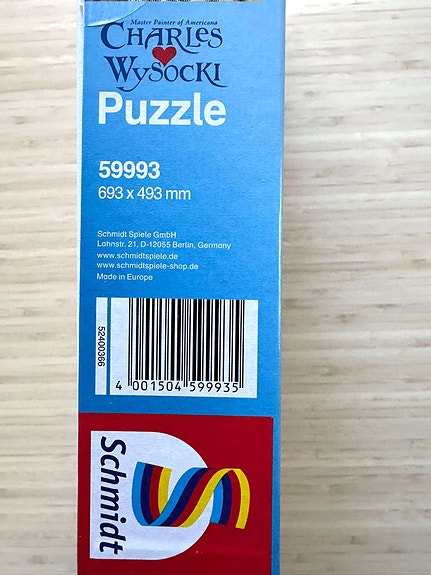 Master Painter of Americana
CHARLES
WYSOCKI
Puzzle
59993
693 x 493 mm
Schmidt Spiele GmbH
Lohnstr. 21, D-12055 Berlin, Germany
www.schmidtspiele.de
www.schmidtspiele-shop.de
Made in Europe
52400366
4 001504 599935
Schmidt